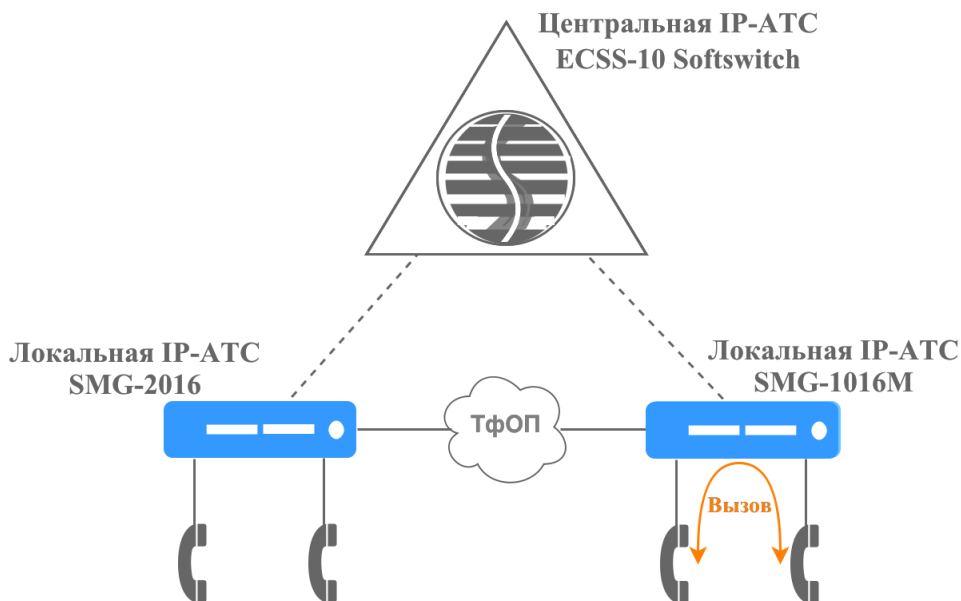 Центральная IP-АТС
ECSS-10 Softswitch
Локальная IP-АТС
SMG-2016
Локальная IP-АТС
SMG-1016M
ТфОП
Вызов